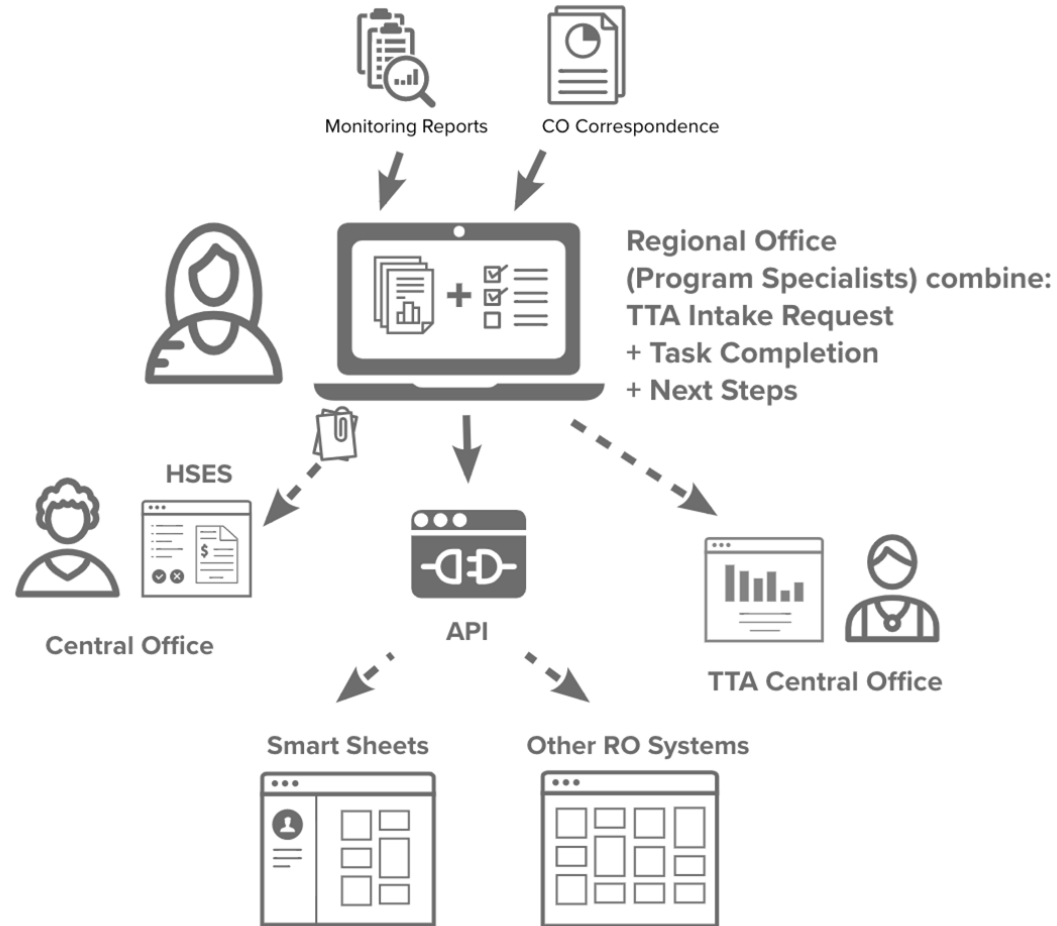 Monitoring Reports
CO Correspondence
Regional Office
(Program Specialists) combine:
TTA Intake Request
+ Task Completion
+ Next Steps
HSES
$
Central Office
API
TTA Central Office
Smart Sheets
Other RO Systems